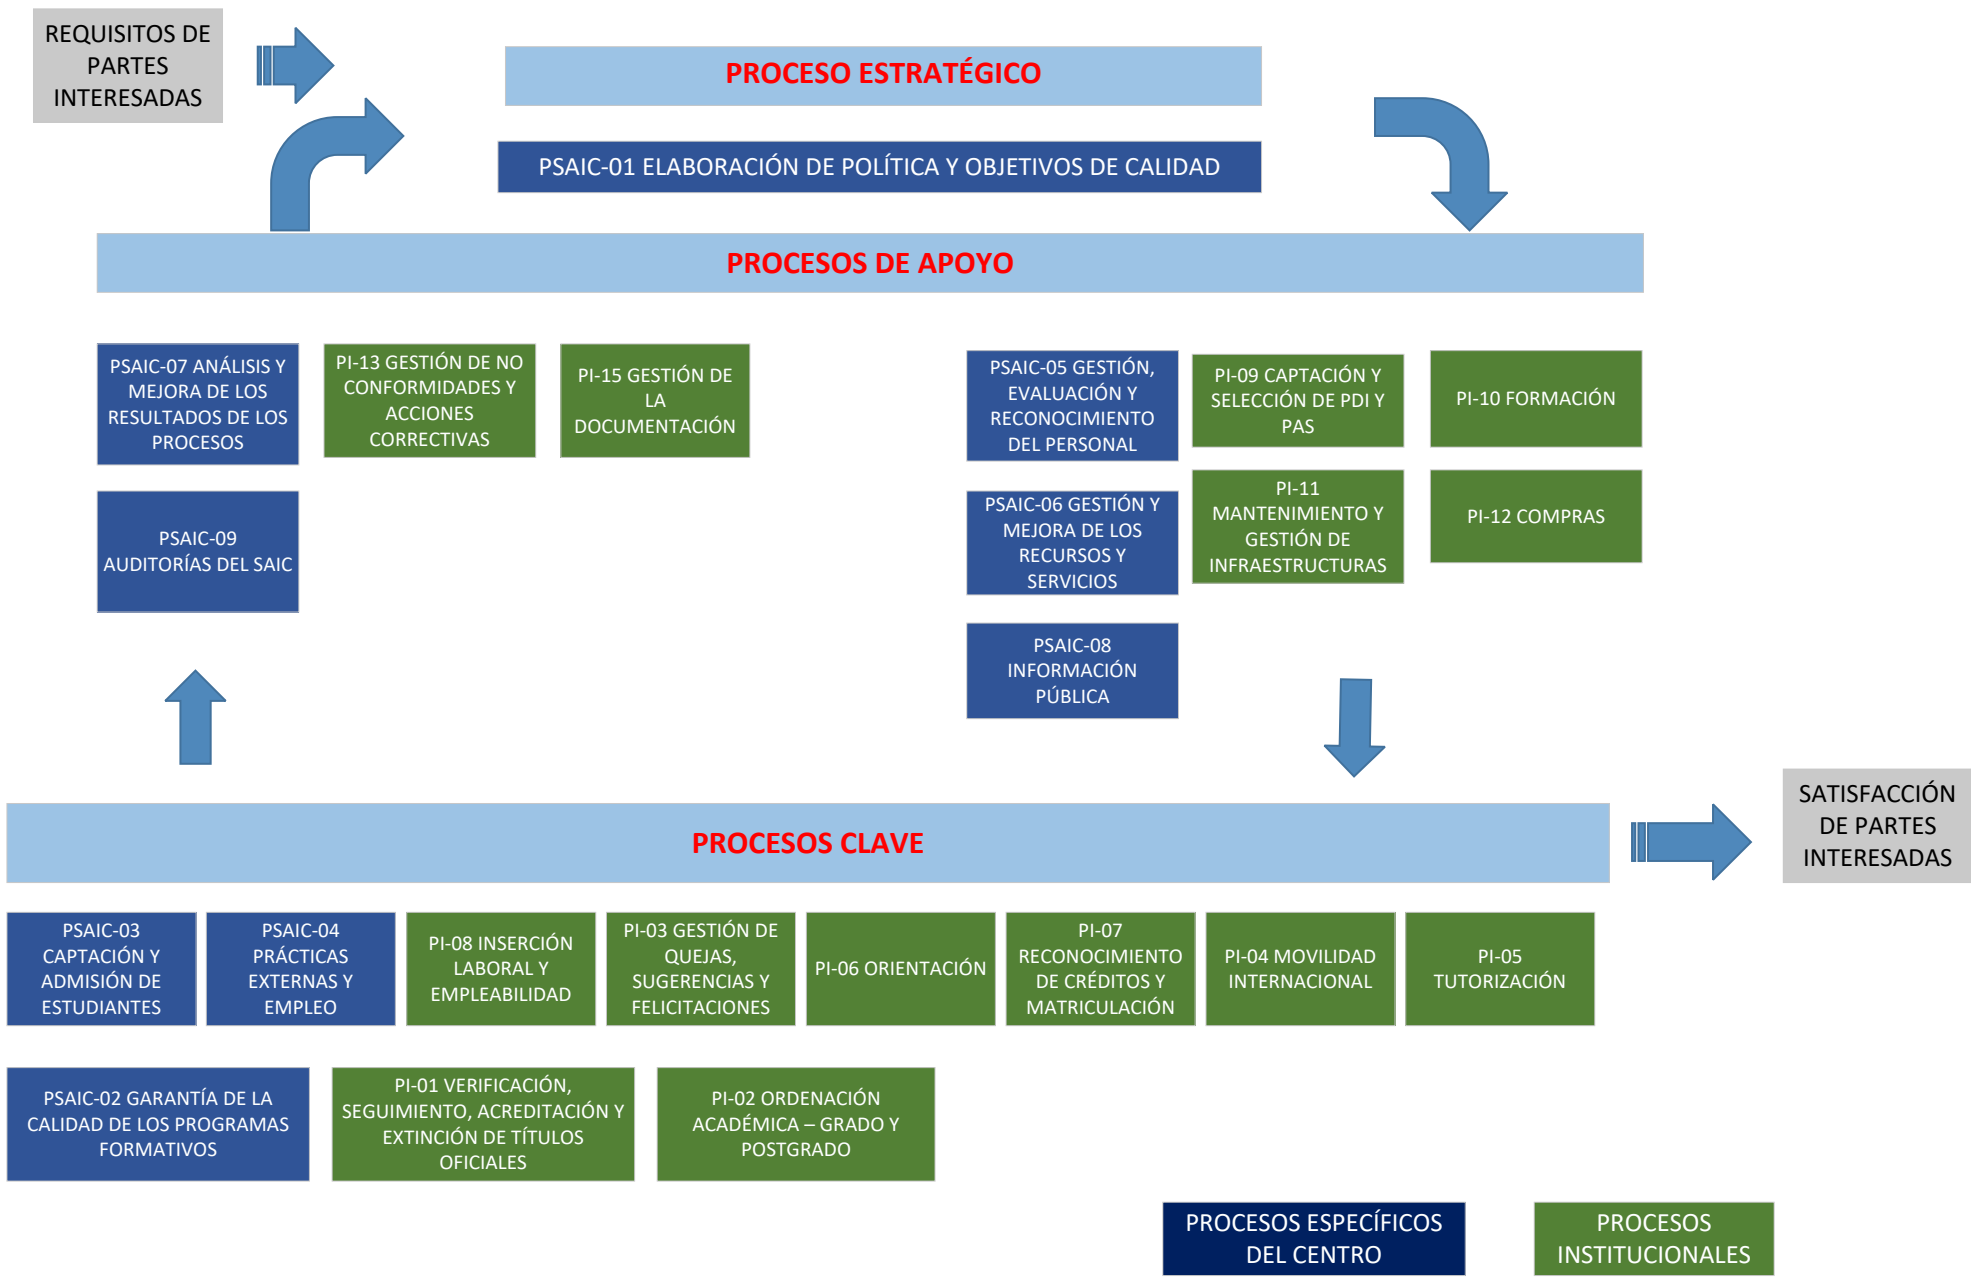 REQUISITOS DE
PARTES
INTERESADAS
PROCESO ESTRATÉGICO
PSAIC-01 ELABORACIÓN DE POLÍTICA Y OBJETIVOS DE CALIDAD
PROCESOS DE APOYO
PSAIC-07 ANÁLISIS Y
MEJORA DE LOS
RESULTADOS DE LOS
PROCESOS
PI-13 GESTIÓN DE NO
CONFORMIDADES Y
ACCIONES
CORRECTIVAS
PI-15 GESTIÓN DE
LA
DOCUMENTACIÓN
PSAIC-05 GESTIÓN,
EVALUACIÓN Y
RECONOCIMIENTO
DEL PERSONAL
PI-09 CAPTACIÓN Y
SELECCIÓN DE PDI Y
PAS
PI-10 FORMACIÓN
PSAIC-09
AUDITORÍAS DEL SAIC
PSAIC-06 GESTIÓN Y
MEJORA DE LOS
RECURSOS Y
SERVICIOS
PI-11
MANTENIMIENTO Y
GESTIÓN DE
INFRAESTRUCTURAS
PI-12 COMPRAS
PSAIC-08
INFORMACIÓN
PÚBLICA
PROCESOS CLAVE
SATISFACCIÓN
DE PARTES
INTERESADAS
PSAIC-03
CAPTACIÓN Y
ADMISIÓN DE
ESTUDIANTES
PSAIC-04
PRÁCTICAS
EXTERNAS Y
EMPLEO
PI-08 INSERCIÓN
LABORAL Y
EMPLEABILIDAD
PI-03 GESTIÓN DE
QUEJAS,
SUGERENCIAS Y
FELICITACIONES
PI-06 ORIENTACIÓN
PI-07
RECONOCIMIENTO
DE CRÉDITOS Y
MATRICULACIÓN
PI-04 MOVILIDAD
INTERNACIONAL
PI-05
TUTORIZACIÓN
PSAIC-02 GARANTÍA DE LA
CALIDAD DE LOS PROGRAMAS
FORMATIVOS
PI-01 VERIFICACIÓN,
SEGUIMIENTO, ACREDITACIÓN Y
EXTINCIÓN DE TÍTULOS
OFICIALES
PI-02 ORDENACIÓN
ACADÉMICA – GRADO Y
POSTGRADO
PROCESOS ESPECÍFICOS
DEL CENTRO
PROCESOS
INSTITUCIONALES